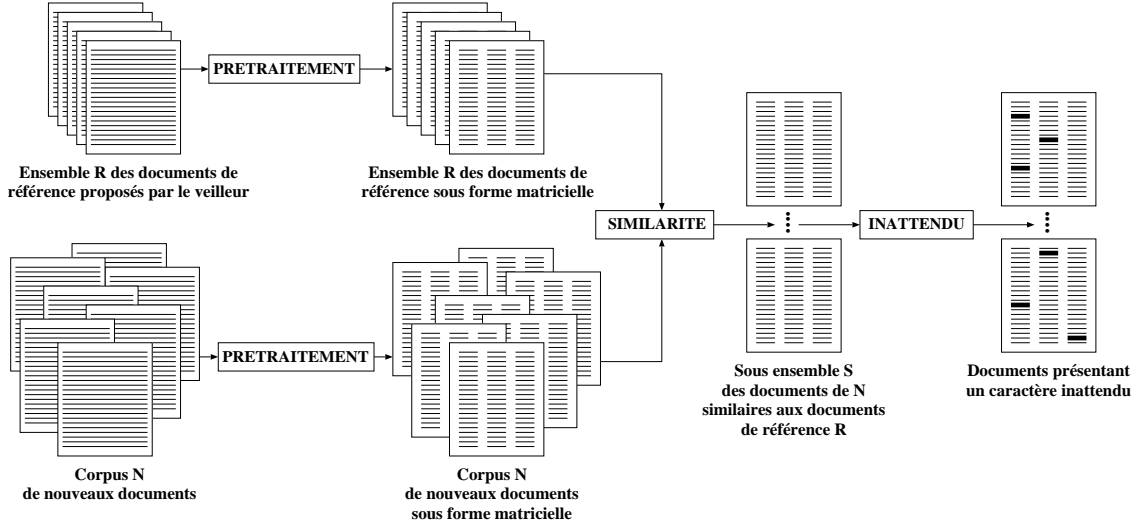 PRETRAITEMENT
Ensemble R des documents de
référence proposés par le veilleur
Ensemble R des documents de
référence sous forme matricielle
SIMILARITE
INATTENDU
PRETRAITEMENT
Sous ensemble S
des documents de N
similaires aux documents
de référence R
Documents présentant
un caractère inattendu
Corpus N
de nouveaux documents
Corpus N
de nouveaux documents
sous forme matricielle